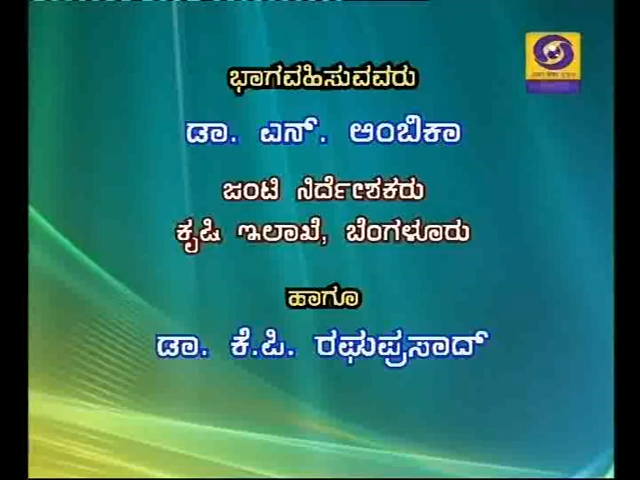 ಭಾಗವಹಿಸುವವರು
ಡಾ. ಎನ್. ಅಂಬಿಕಾ
ಜಂಟಿ ನಿರ್ದೇಶಕರು
ಕೃಷಿ ಇಲಾಖೆ, ಬೆಂಗಳೂರು
ಹಾಗೂ
ಡಾ. ಕೆ.ಪಿ. ರಘುಪ್ರಸಾದ್